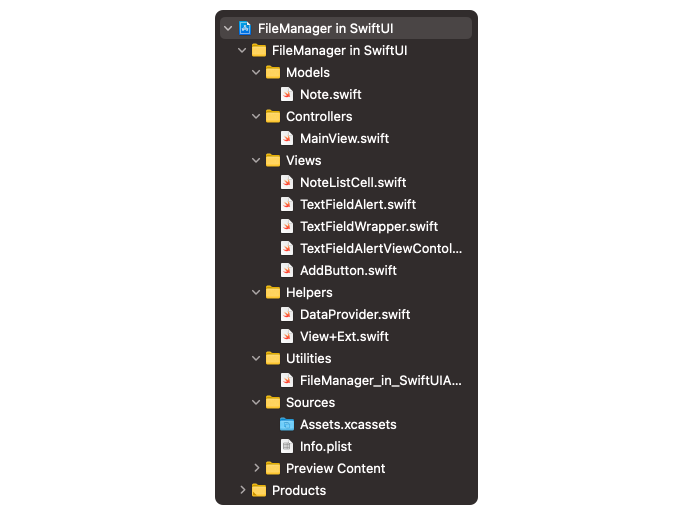 FileManager in SwiftUI
FileManager in SwiftUI
Models
Note.swift
Controllers
MainView.swift
Views
NoteListCell.swift
TextFieldAlert.swift
TextFieldWrapper.swift
TextFieldAlertViewContol...
AddButton.swift
Helpers
DataProvider.swift
View+Ext.swift
Utilities
FileManager_in_SwiftUIA...
Sources
Assets.xcassets
Info.plist
Preview Content
Products